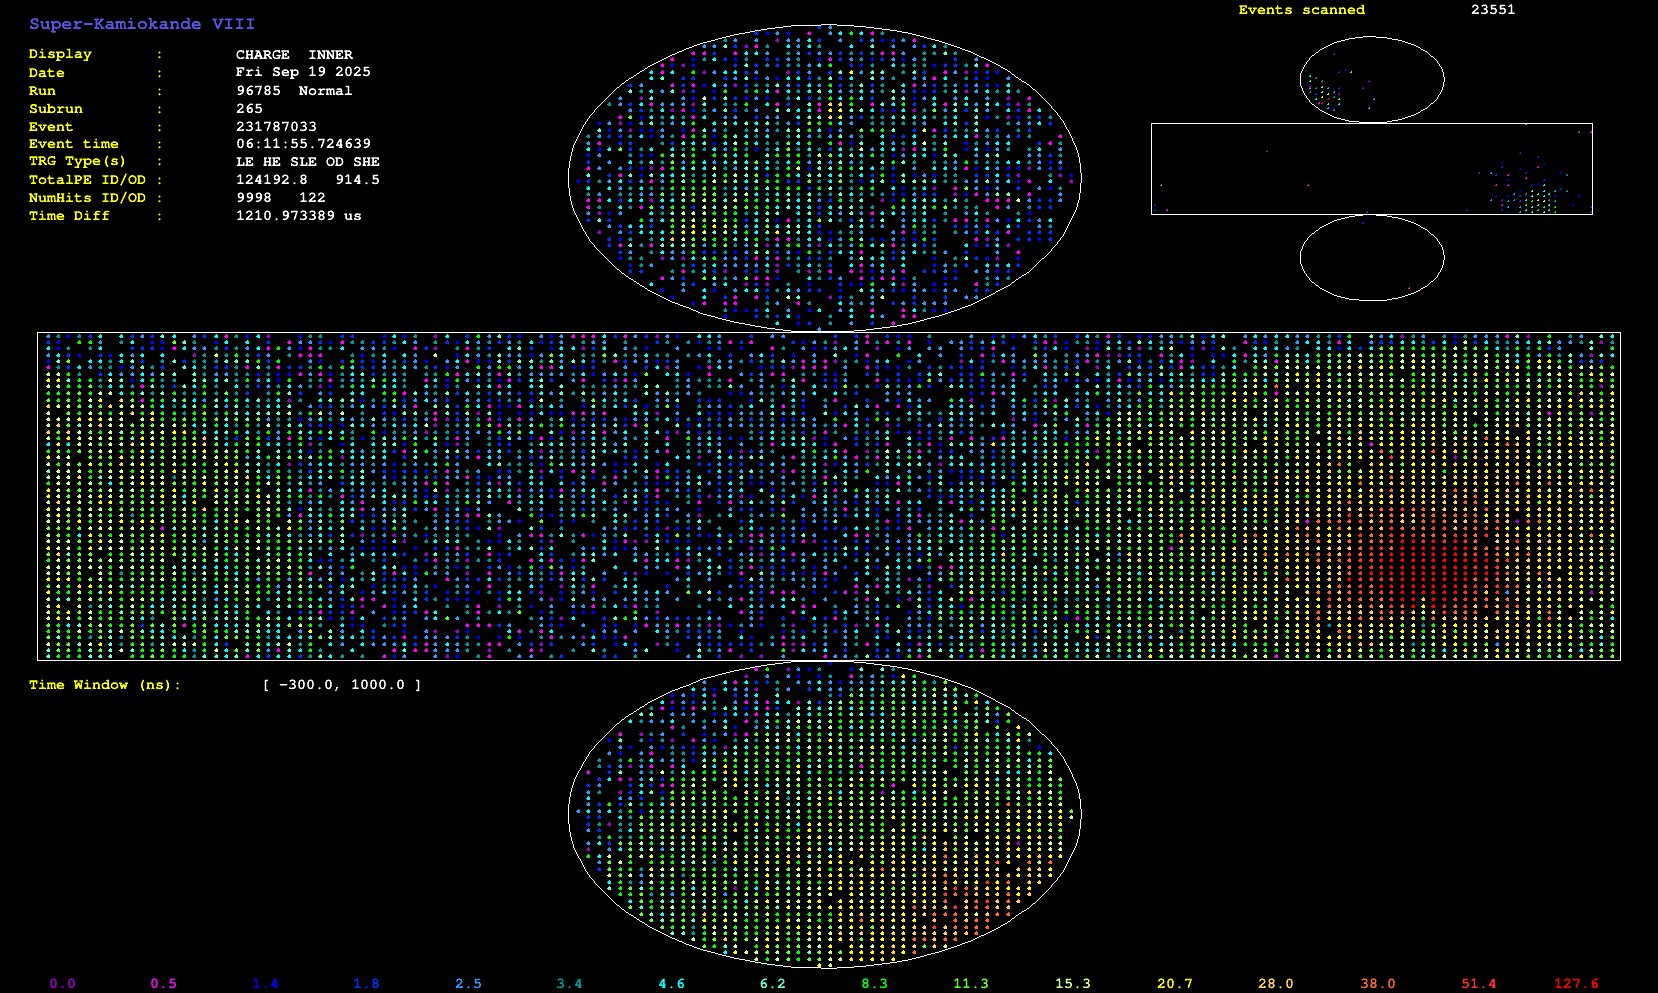 Super-Kamiokande VIII
Events scanned 23551
Display : CHARGE INNER
Date : Fri Sep 19 2025
Run : 96785 Normal
Subrun : 265
Event : 231787033
Event time : 06:11:55.724639
TRG Type(s) : LE HE SLE OD SHE
TotalPE ID/OD : 124192.8 914.5
NumHits ID/OD : 9998 122
Time Diff : 1210.973389 us
Time Window (ns): [ -300.0, 1000.0 ]
0.0 0.5 1.4 1.8 2.5 3.4 4.6 6.2 8.3 11.3 15.3 20.7 28.0 38.0 51.4 127.6